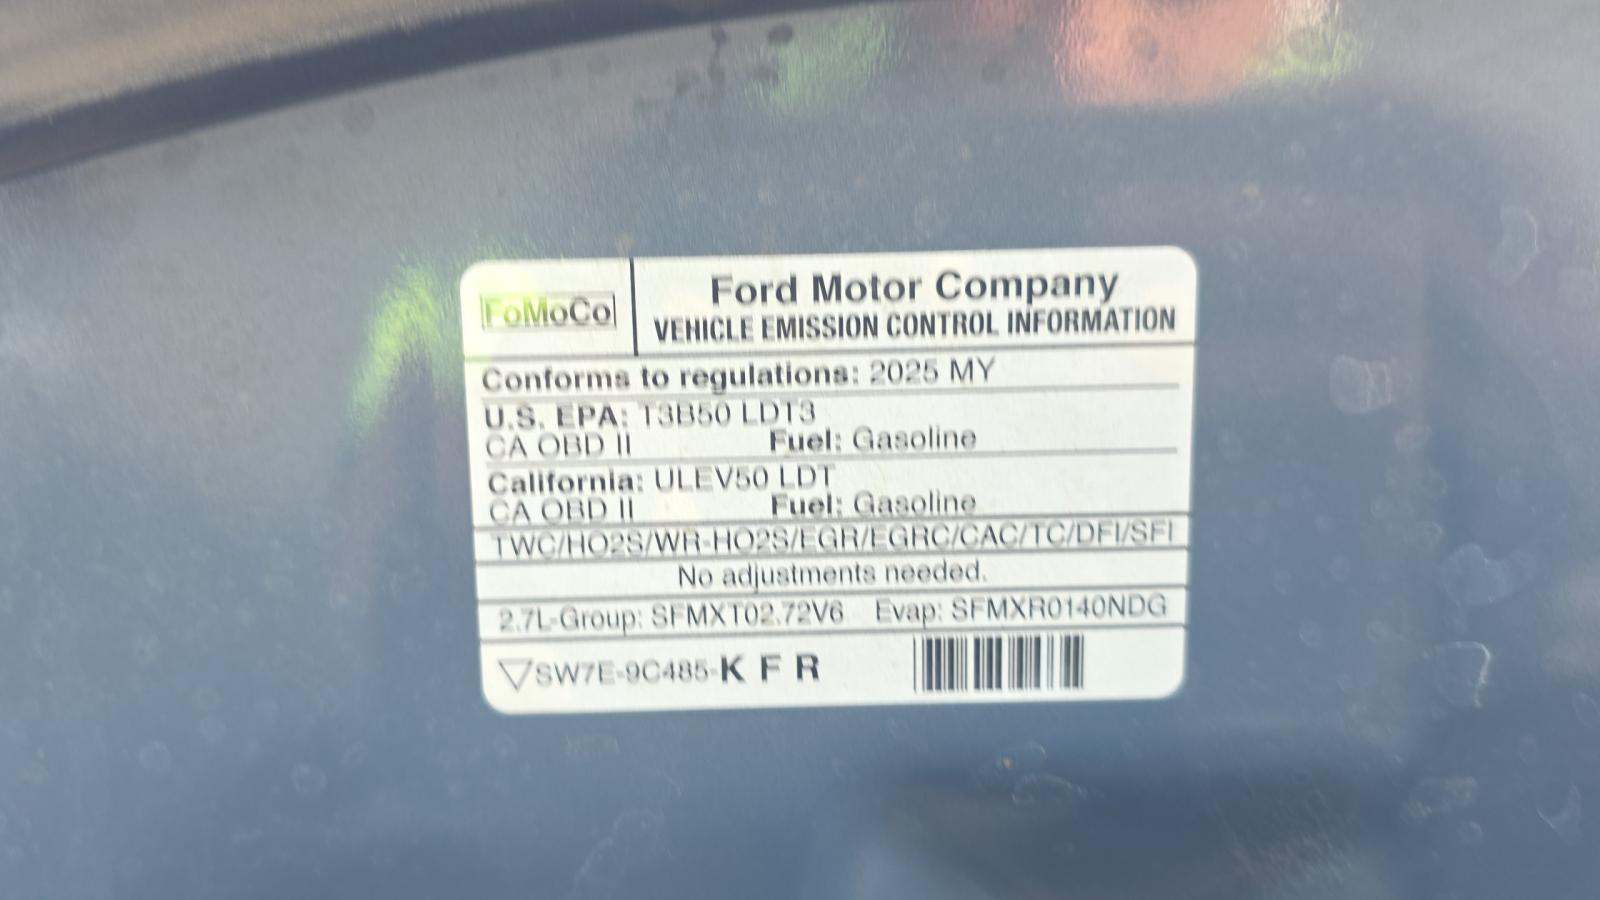 FoMoCo
Ford Motor Company
VEHICLE EMISSION CONTROL INFORMATION
Conforms to regulations: 2025 MY
U.S. EPA: T3B50 LDT3
CA OBD II Fuel: Gasoline
California: ULEV50 LDT
CA OBD II Fuel: Gasoline
TWC/HO2S/WR-HO2S/EGR/EGRC/CAC/TC/DFI/SFI
No adjustments needed.
2.7L-Group: SFMXT02.72V6 Evap: SFMXR0140NDG
SW7E-9C485-K F R